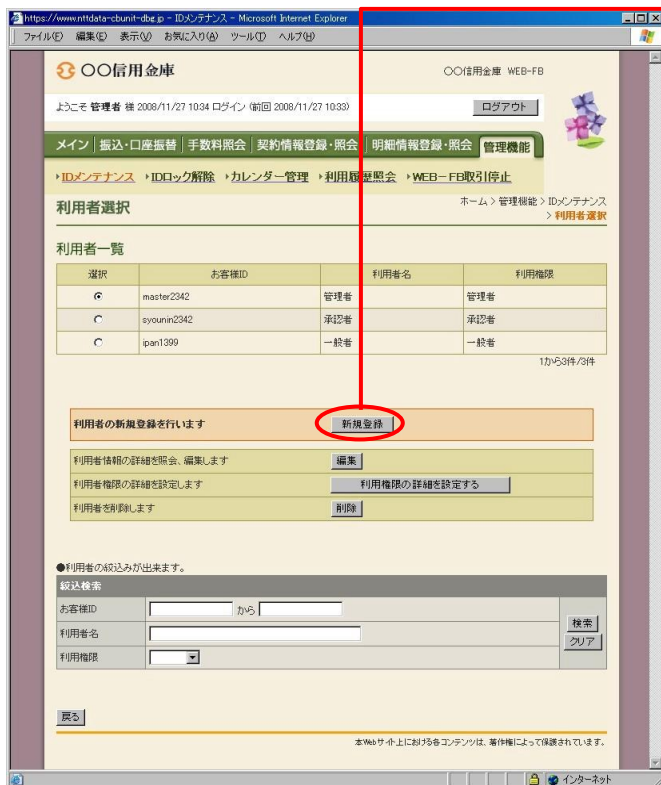 https://www.nttdata-cbunit-dbg.jp - IDメンテナンス - Microsoft Internet Explorer
ファイル(F) 編集(E) 表示(V) お気に入り(A) ツール(T) ヘルプ(H)
〇〇信用金庫
〇〇信用金庫 WEB-FB
ようこそ 管理者 様 2008/11/27 10:34 ログイン (前回 2008/11/27 10:33)
ログアウト
メイン 振込・口座振替 手数料照会 契約情報登録・照会 明細情報登録・照会 管理機能
IDメンテナンス IDロック解除 カレンダー管理 利用履歴照会 WEB-FB取引停止
利用者選択
ホーム > 管理機能 > IDメンテナンス
> 利用者選択
利用者一覧
選択 お客様ID 利用者名 利用権限
master2342 管理者 管理者
syounin2342 承認者 承認者
ipan1399 一般者 一般者
1から3件/3件
利用者の新規登録を行います 新規登録
利用者情報の詳細を照会、編集します 編集
利用者権限の詳細を設定します 利用権限の詳細を設定する
利用者を削除します 削除
●利用者の絞込みが出来ます。
絞込検索
お客様ID から
利用者名
利用権限
検索
クリア
戻る
本Webサイト上における各コンテンツは、著作権によって保護されています。
インターネット